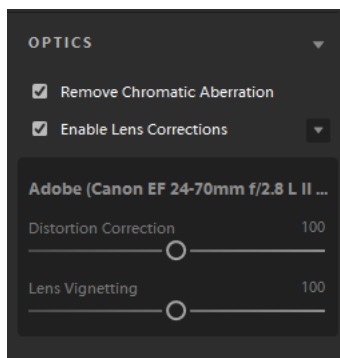 OPTICS
Remove Chromatic Aberration
Enable Lens Corrections
Adobe (Canon EF 24-70mm f/2.8 L II ...
Distortion Correction 100
Lens Vignetting 100